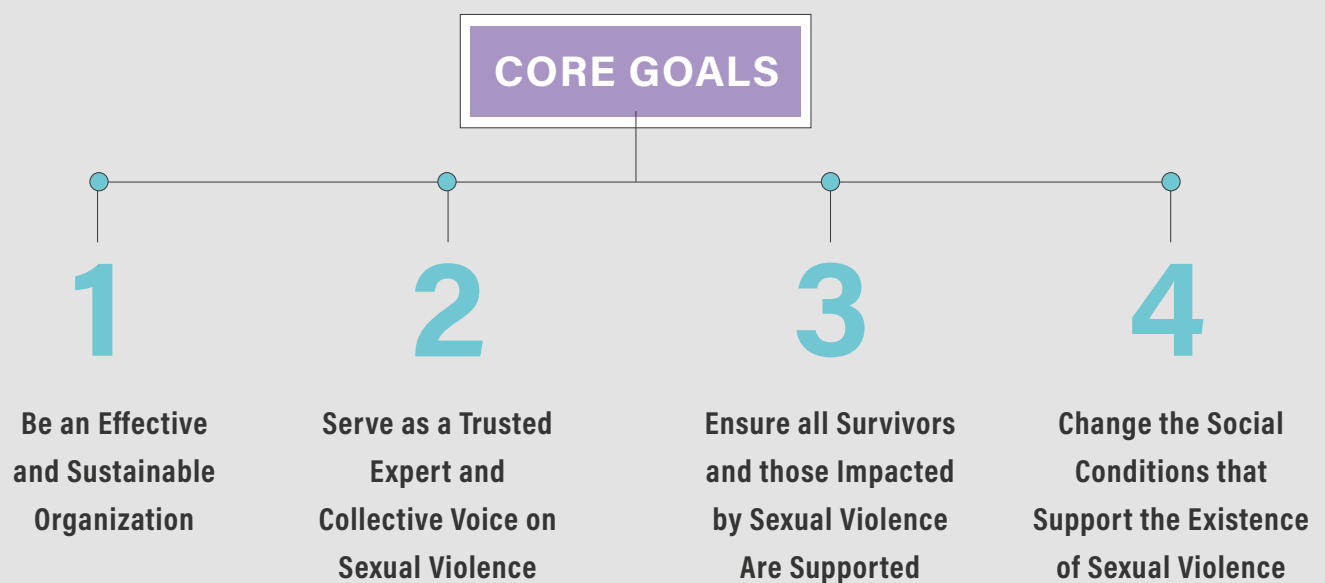 CORE GOALS
1
Be an Effective
and Sustainable
Organization
2
Serve as a Trusted
Expert and
Collective Voice on
Sexual Violence
3
Ensure all Survivors
and those Impacted
by Sexual Violence
Are Supported
4
Change the Social
Conditions that
Support the Existence
of Sexual Violence